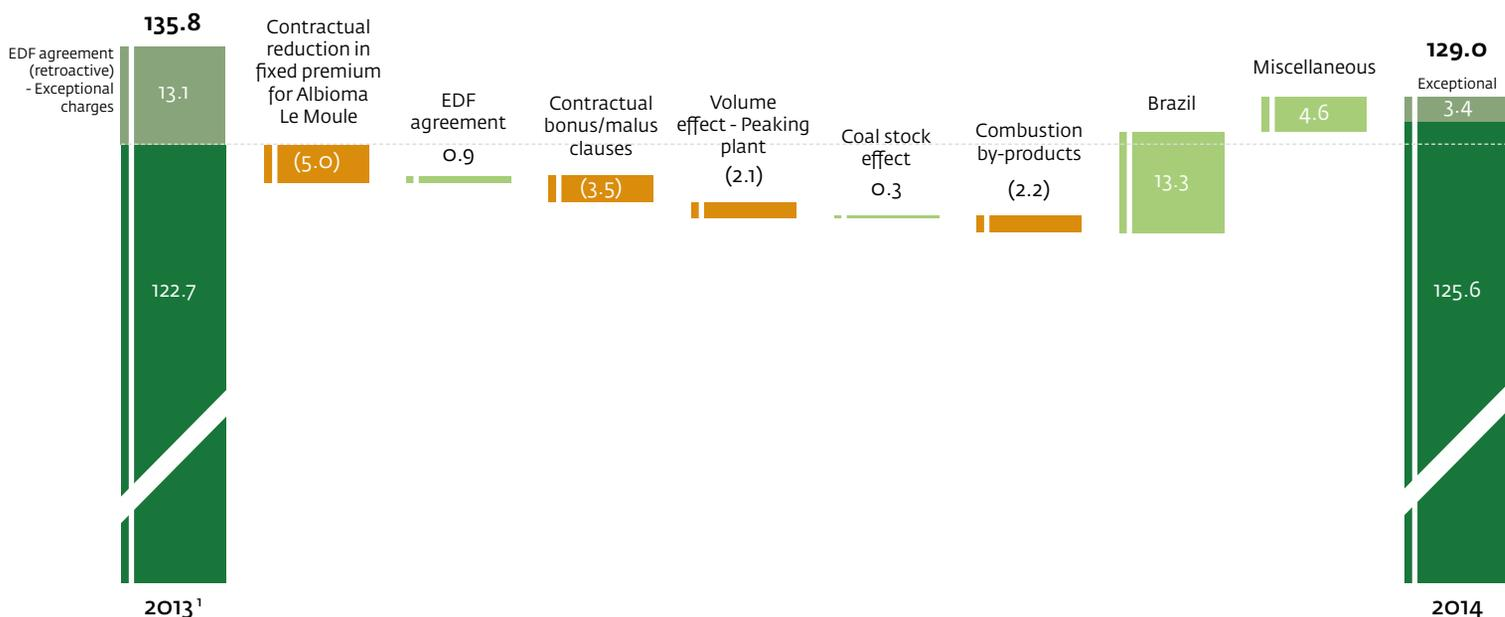 135.8
EDF agreement
(retroactive)
- Exceptional
charges
13.1
122.7
2013¹
Contractual
reduction in
fixed premium
for Albioma
Le Moule
(5.0)
EDF
agreement
0.9
Contractual
bonus/malus
clauses
(3.5)
Volume
effect - Peaking
plant
(2.1)
Coal stock
effect
0.3
Combustion
by-products
(2.2)
Brazil
13.3
Miscellaneous
4.6
129.0
Exceptional
3.4
125.6
2014